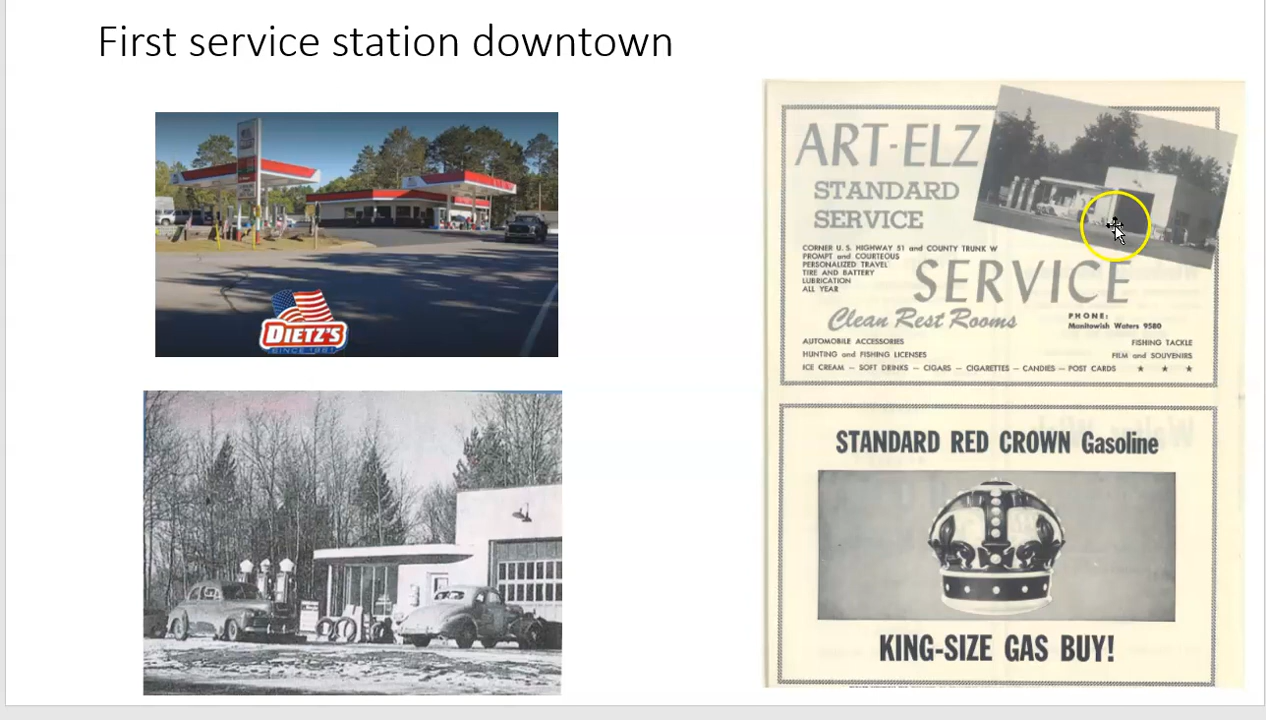 First service station downtown
DIETZ'S
SINCE 1981
ART-ELZ
STANDARD
SERVICE
CORNER U. S. HIGHWAY 51 and COUNTY TRUNK W
PROMPT and COURTEOUS
PERSONALIZED TRAVEL
TIRE AND BATTERY
LUBRICATION
ALL YEAR
SERVICE
Clean Rest Rooms
PHONE:
Manitowish Waters 9580
AUTOMOBILE ACCESSORIES
FISHING TACKLE
HUNTING and FISHING LICENSES
FILM and SOUVENIRS
ICE CREAM — SOFT DRINKS — CIGARS — CIGARETTES — CANDIES — POST CARDS ★ ★ ★
STANDARD RED CROWN Gasoline
KING-SIZE GAS BUY!